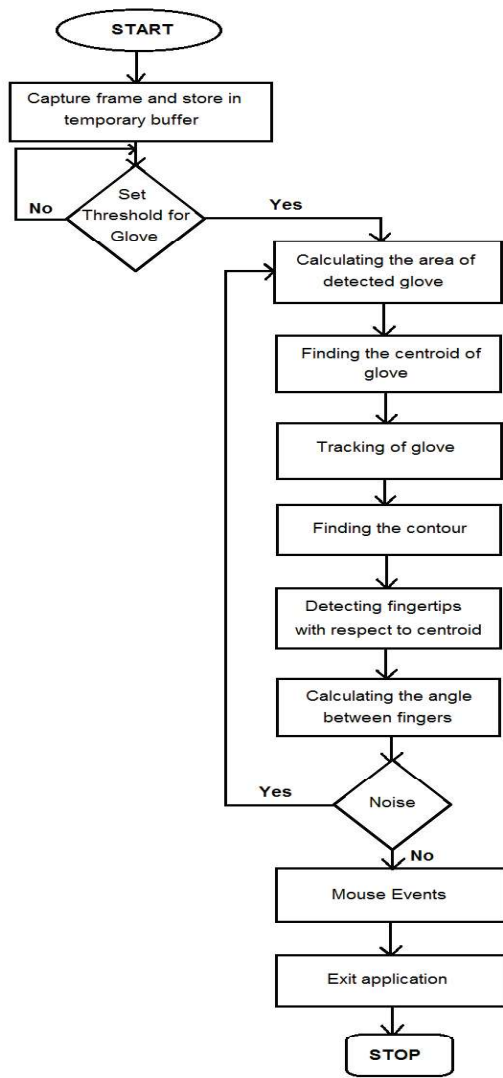 START
Capture frame and store in
temporary buffer
Set
Threshold for
Glove
No
Yes
Calculating the area of
detected glove
Finding the centroid of
glove
Tracking of glove
Finding the contour
Detecting fingertips
with respect to centroid
Calculating the angle
between fingers
Yes
Noise
No
Mouse Events
Exit application
STOP